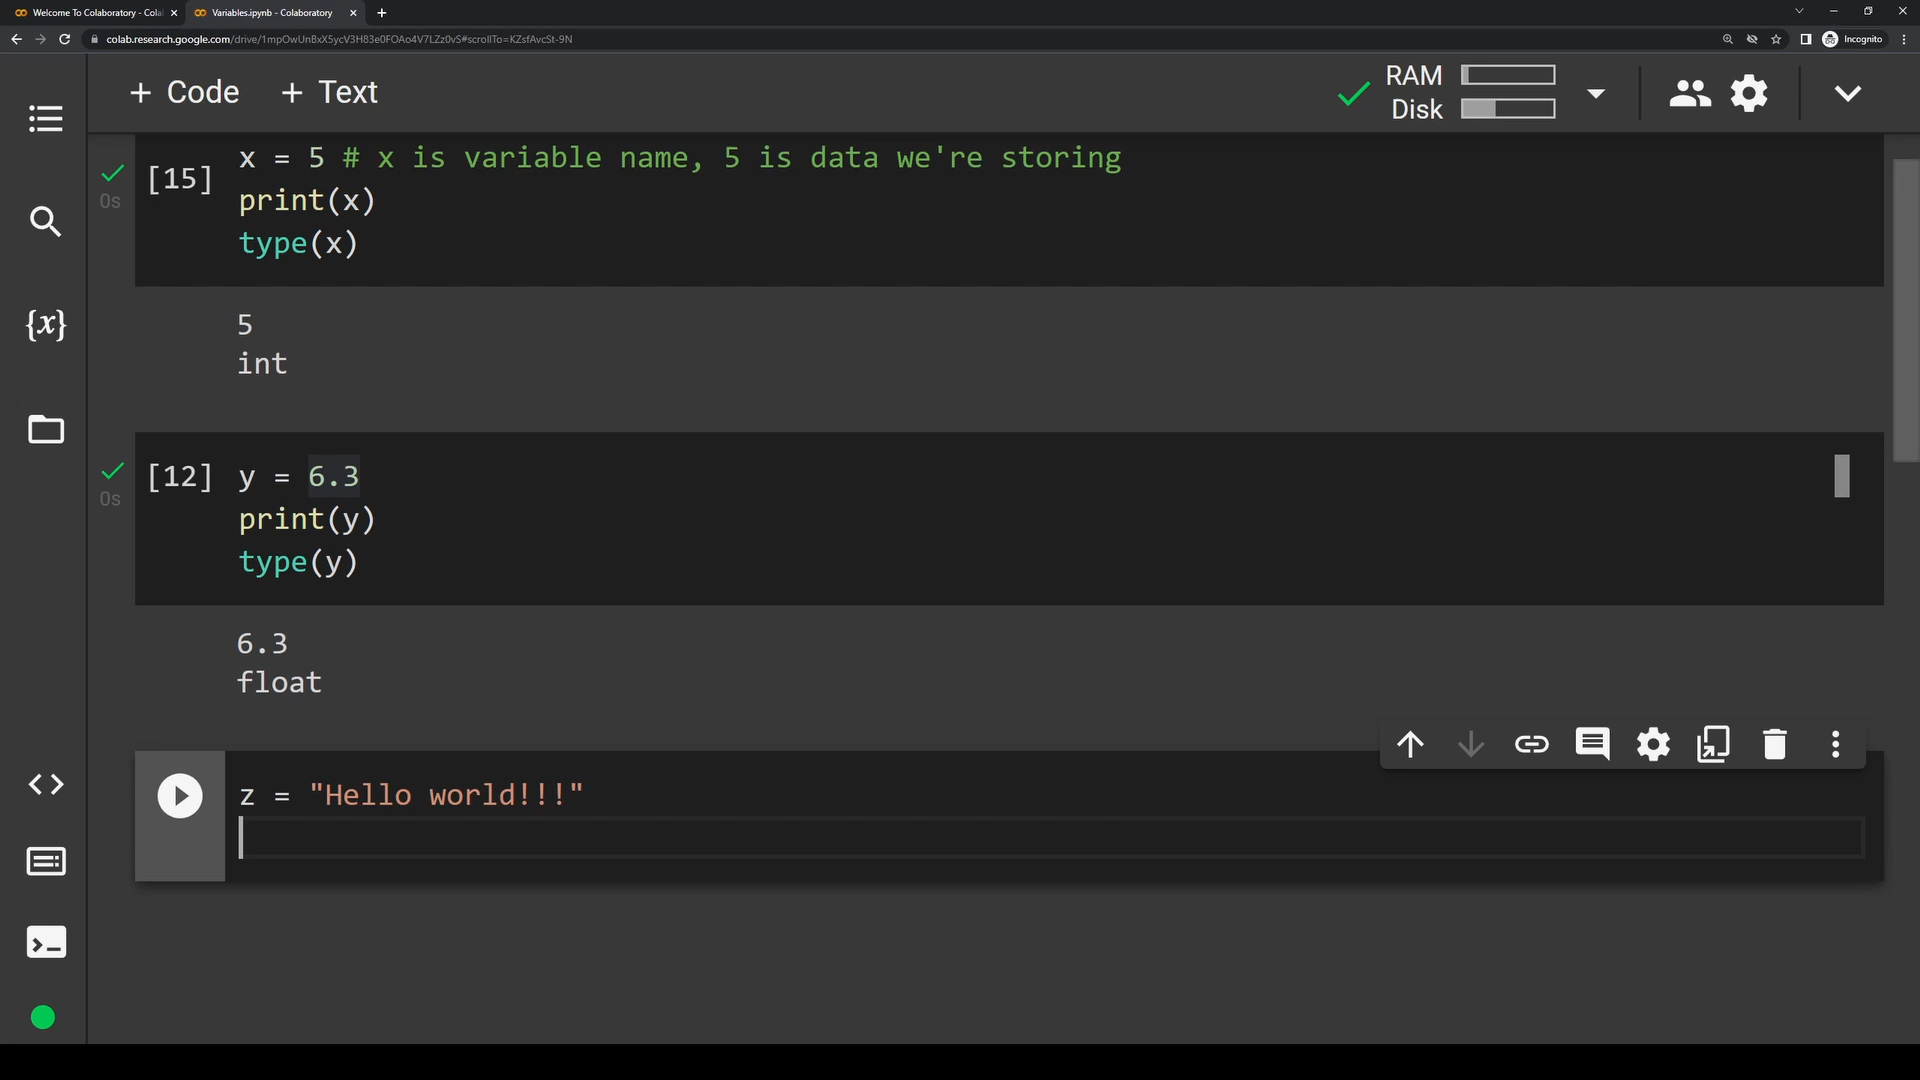 Welcome To Colaboratory - Cola
Variables.ipynb - Colaboratory
colab.research.google.com/drive/1mpOwUnBxX5ycV3H83e0FOAo4V7LZz0vS#scrollTo=KZsfAvcSt-9N
Incognito
+ Code + Text
RAM
Disk
[15] x = 5 # x is variable name, 5 is data we're storing
0s
print(x)
type(x)
5
int
[12] y = 6.3
0s
print(y)
type(y)
6.3
float
z = "Hello world!!!"
{x}